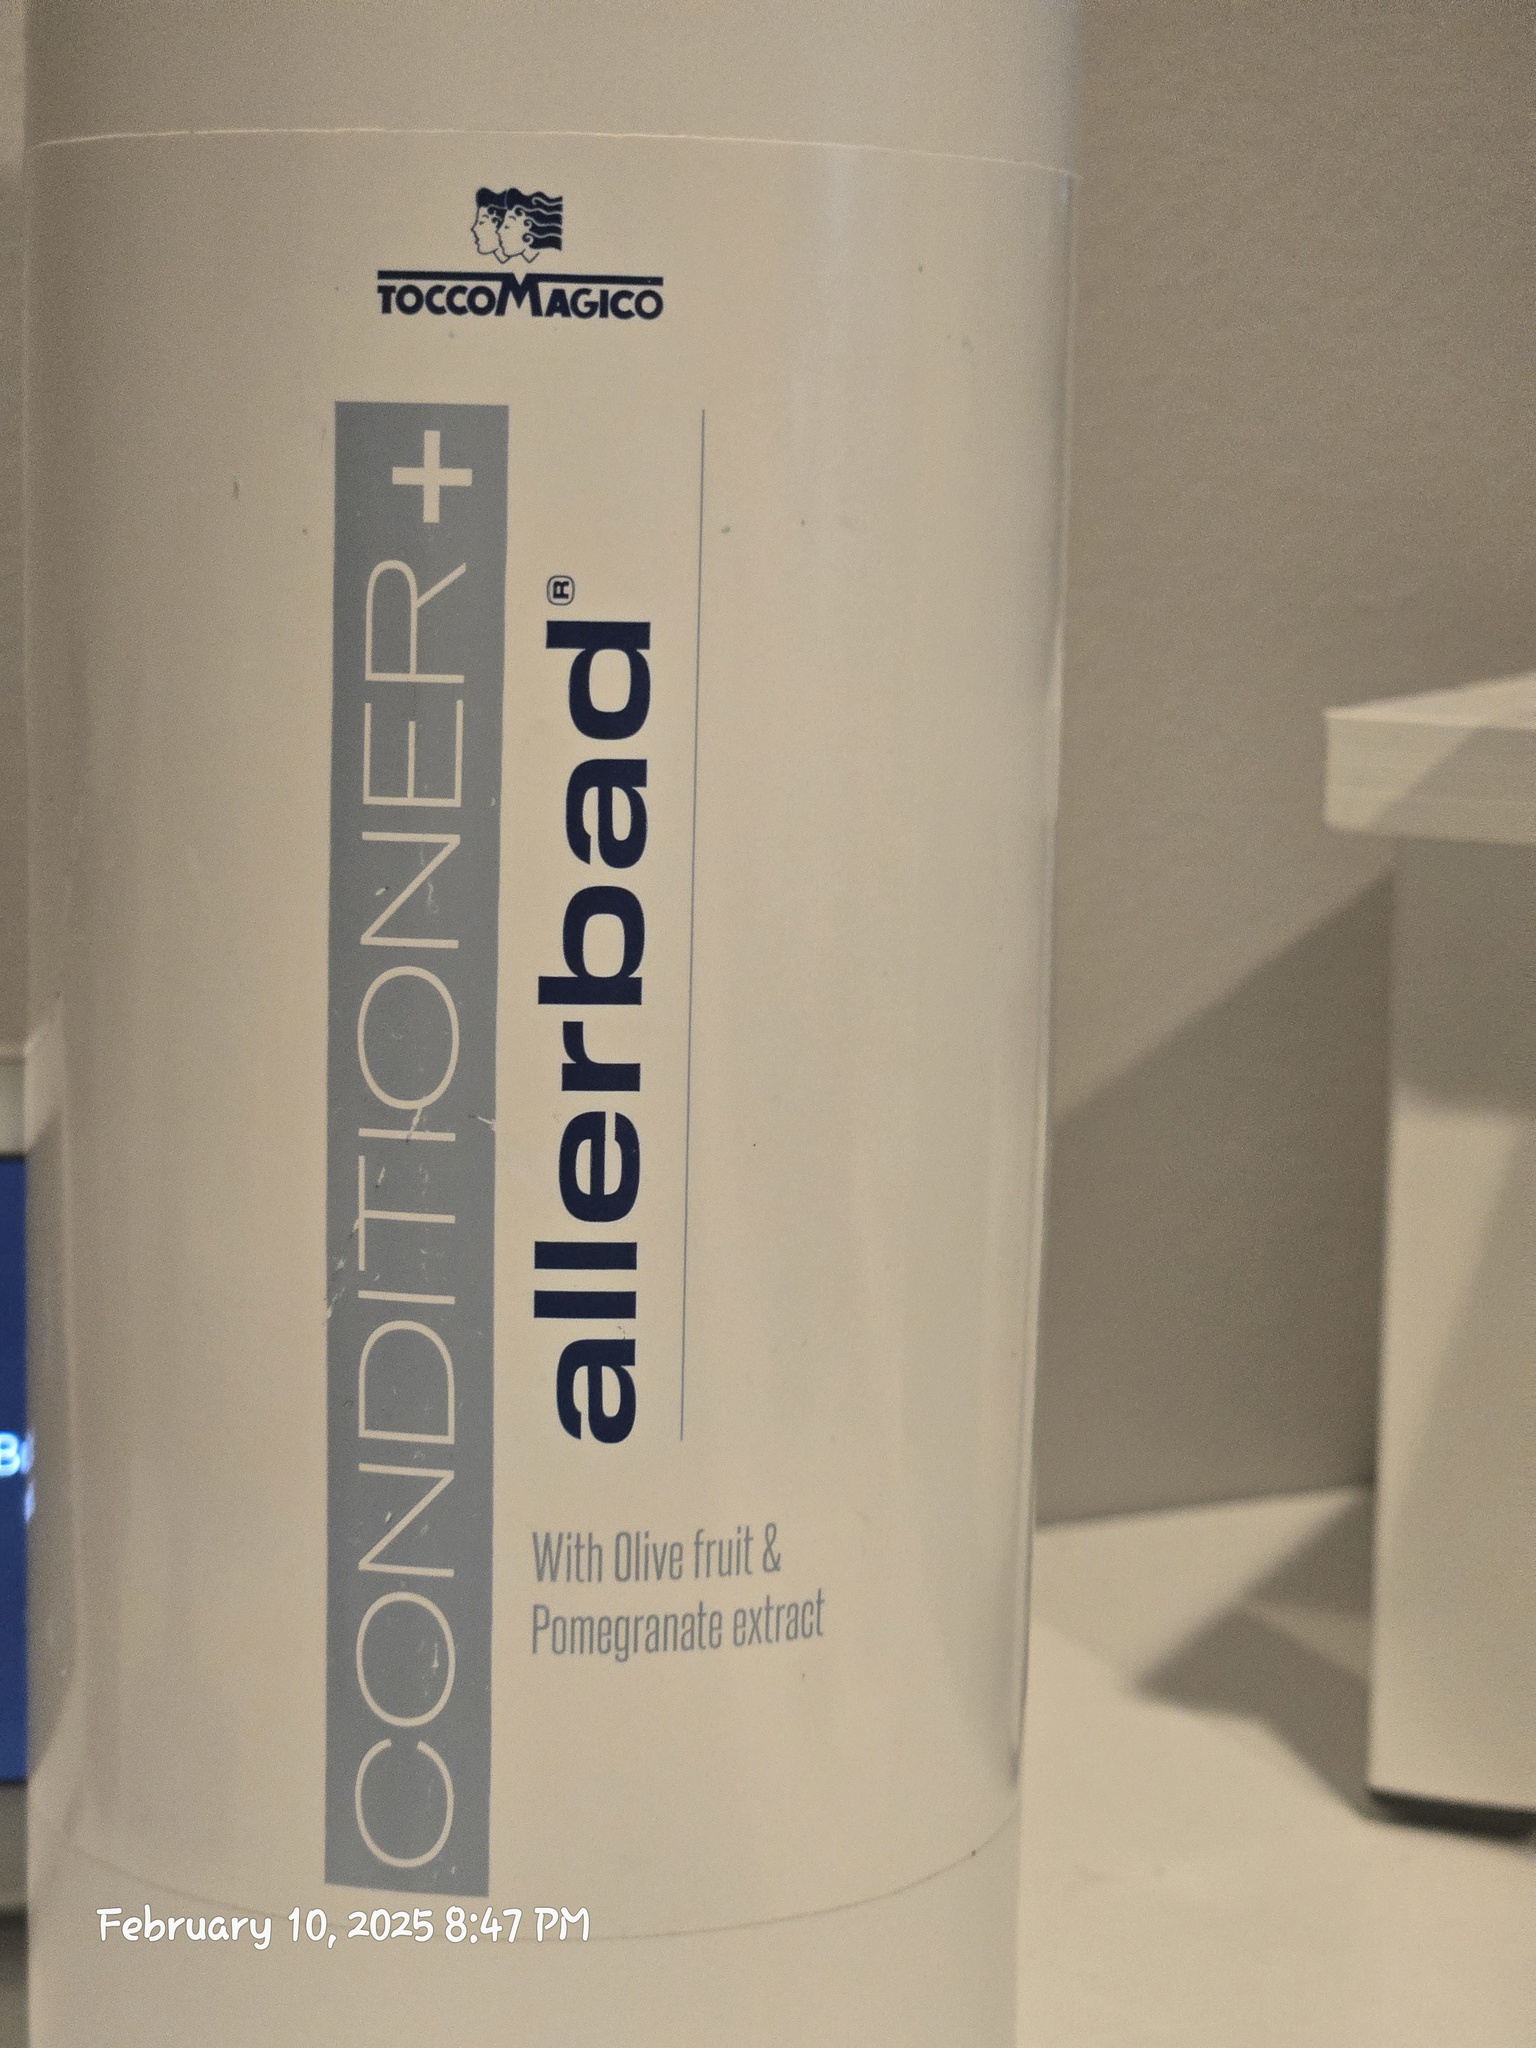 TOCCOMAGICO
CONDITIONER+
allerbad®
With Olive fruit &
Pomegranate extract
February 10, 2025 8:47 PM